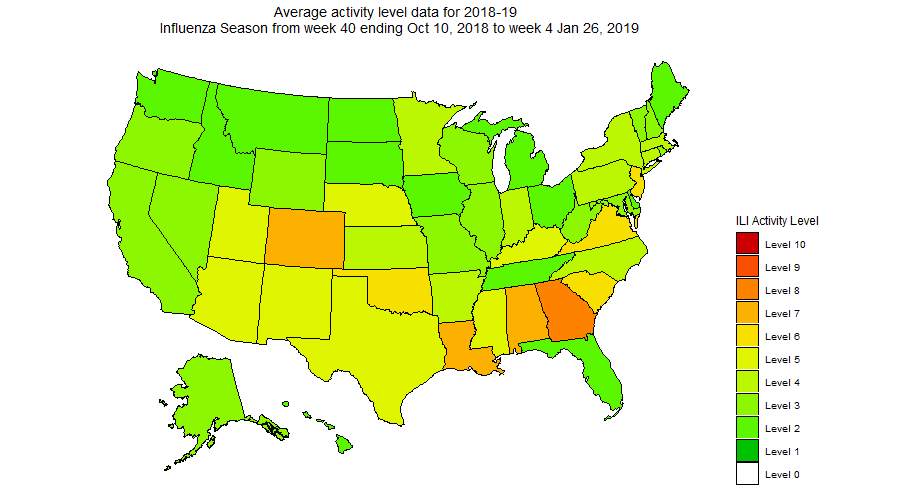 Average activity level data for 2018-19
Influenza Season from week 40 ending Oct 10, 2018 to week 4 Jan 26, 2019
ILI Activity Level
Level 10
Level 9
Level 8
Level 7
Level 6
Level 5
Level 4
Level 3
Level 2
Level 1
Level 0